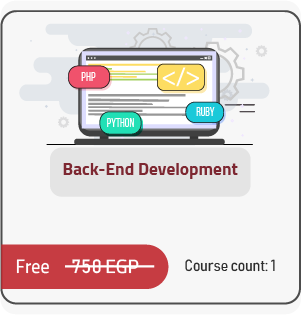 PHP
</>
RUBY
PYTHON
Back-End Development
Free 750 EGP Course count: 1